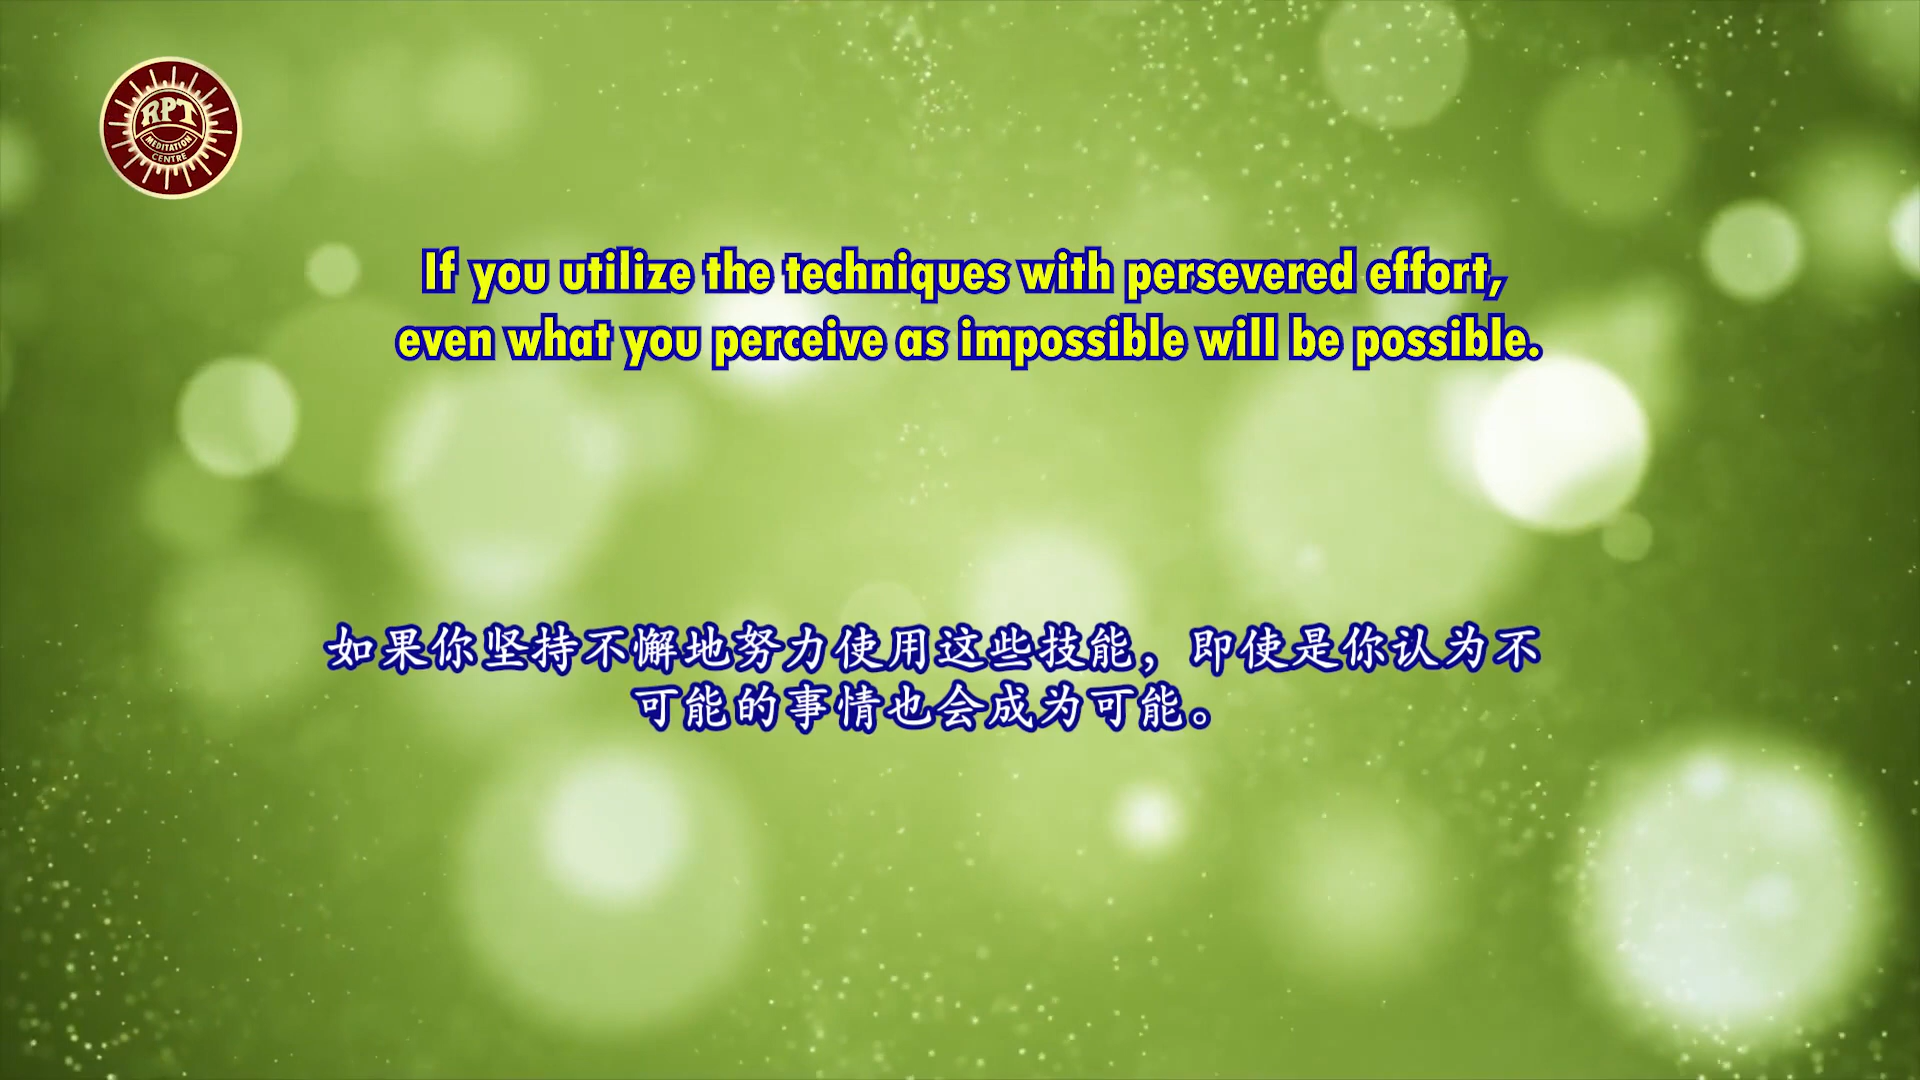 RPT
MEDITATION
CENTRE
If you utilize the techniques with persevered effort,
even what you perceive as impossible will be possible.
如果你坚持不懈地努力使用这些技能，即使是你认为不
可能的事情也会成为可能。